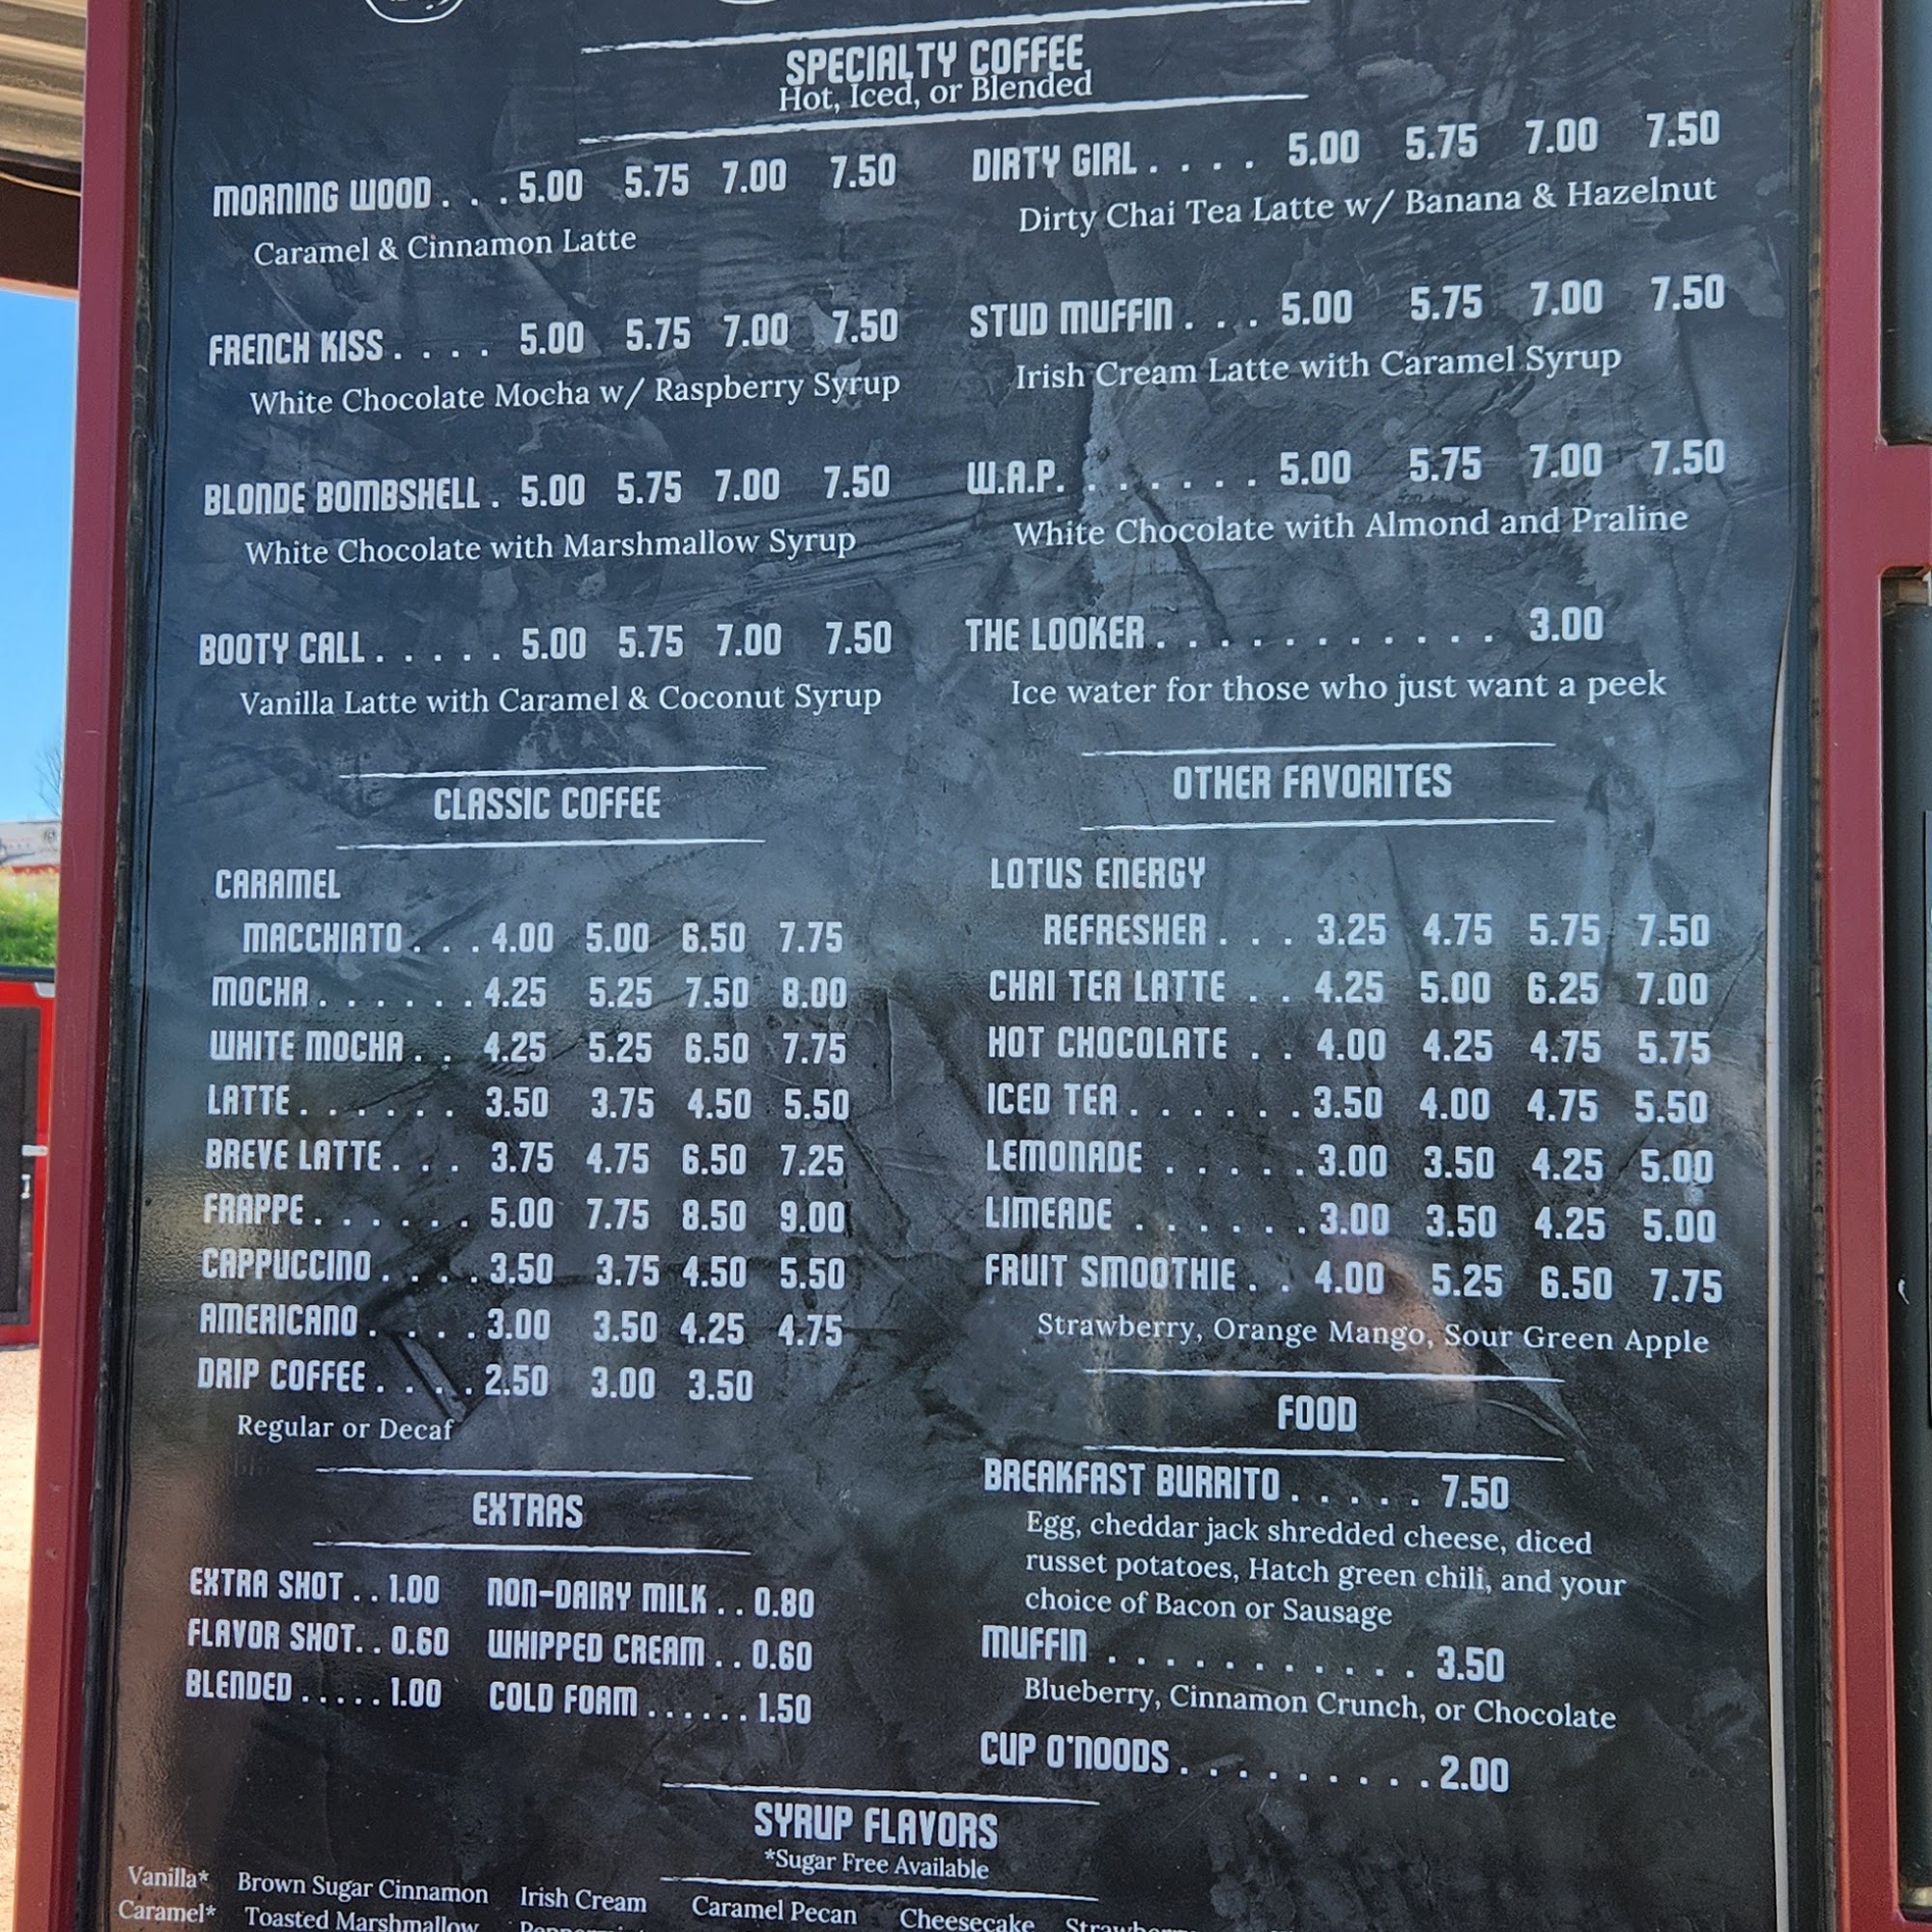 SPECIALTY COFFEE
Hot, Iced, or Blended
MORNING WOOD . . . 5.00 5.75 7.00 7.50
Caramel & Cinnamon Latte
FRENCH KISS . . . . 5.00 5.75 7.00 7.50
White Chocolate Mocha w/ Raspberry Syrup
BLONDE BOMBSHELL . 5.00 5.75 7.00 7.50
White Chocolate with Marshmallow Syrup
BOOTY CALL . . . . . 5.00 5.75 7.00 7.50
Vanilla Latte with Caramel & Coconut Syrup
DIRTY GIRL . . . . 5.00 5.75 7.00 7.50
Dirty Chai Tea Latte w/ Banana & Hazelnut
STUD MUFFIN . . . 5.00 5.75 7.00 7.50
Irish Cream Latte with Caramel Syrup
W.A.P. . . . . . . 5.00 5.75 7.00 7.50
White Chocolate with Almond and Praline
THE LOOKER . . . . . . . . . . . . 3.00
Ice water for those who just want a peek
CLASSIC COFFEE
CARAMEL
MACCHIATO . . . 4.00 5.00 6.50 7.75
MOCHA . . . . . . 4.25 5.25 7.50 8.00
WHITE MOCHA . . 4.25 5.25 6.50 7.75
LATTE . . . . . . 3.50 3.75 4.50 5.50
BREVE LATTE . . . 3.75 4.75 6.50 7.25
FRAPPE . . . . . . 5.00 7.75 8.50 9.00
CAPPUCCINO . . . . 3.50 3.75 4.50 5.50
AMERICANO . . . . 3.00 3.50 4.25 4.75
DRIP COFFEE . . . . 2.50 3.00 3.50
Regular or Decaf
EXTRAS
EXTRA SHOT . . 1.00 NON-DAIRY MILK . . 0.80
FLAVOR SHOT . . 0.60 WHIPPED CREAM . . 0.60
BLENDED . . . . . 1.00 COLD FOAM . . . . . . 1.50
OTHER FAVORITES
LOTUS ENERGY
REFRESHER . . . 3.25 4.75 5.75 7.50
CHAI TEA LATTE . . 4.25 5.00 6.25 7.00
HOT CHOCOLATE . . 4.00 4.25 4.75 5.75
ICED TEA . . . . . . 3.50 4.00 4.75 5.50
LEMONADE . . . . . 3.00 3.50 4.25 5.00
LIMEADE . . . . . . 3.00 3.50 4.25 5.00
FRUIT SMOOTHIE . . 4.00 5.25 6.50 7.75
Strawberry, Orange Mango, Sour Green Apple
FOOD
BREAKFAST BURRITO . . . . . 7.50
Egg, cheddar jack shredded cheese, diced
russet potatoes, Hatch green chili, and your
choice of Bacon or Sausage
MUFFIN . . . . . . . . . . . 3.50
Blueberry, Cinnamon Crunch, or Chocolate
CUP O'NOODS . . . . . . . . . 2.00
SYRUP FLAVORS
*Sugar Free Available
Vanilla* Brown Sugar Cinnamon Irish Cream Caramel Pecan Cheesecake
Caramel* Toasted Marshmallow